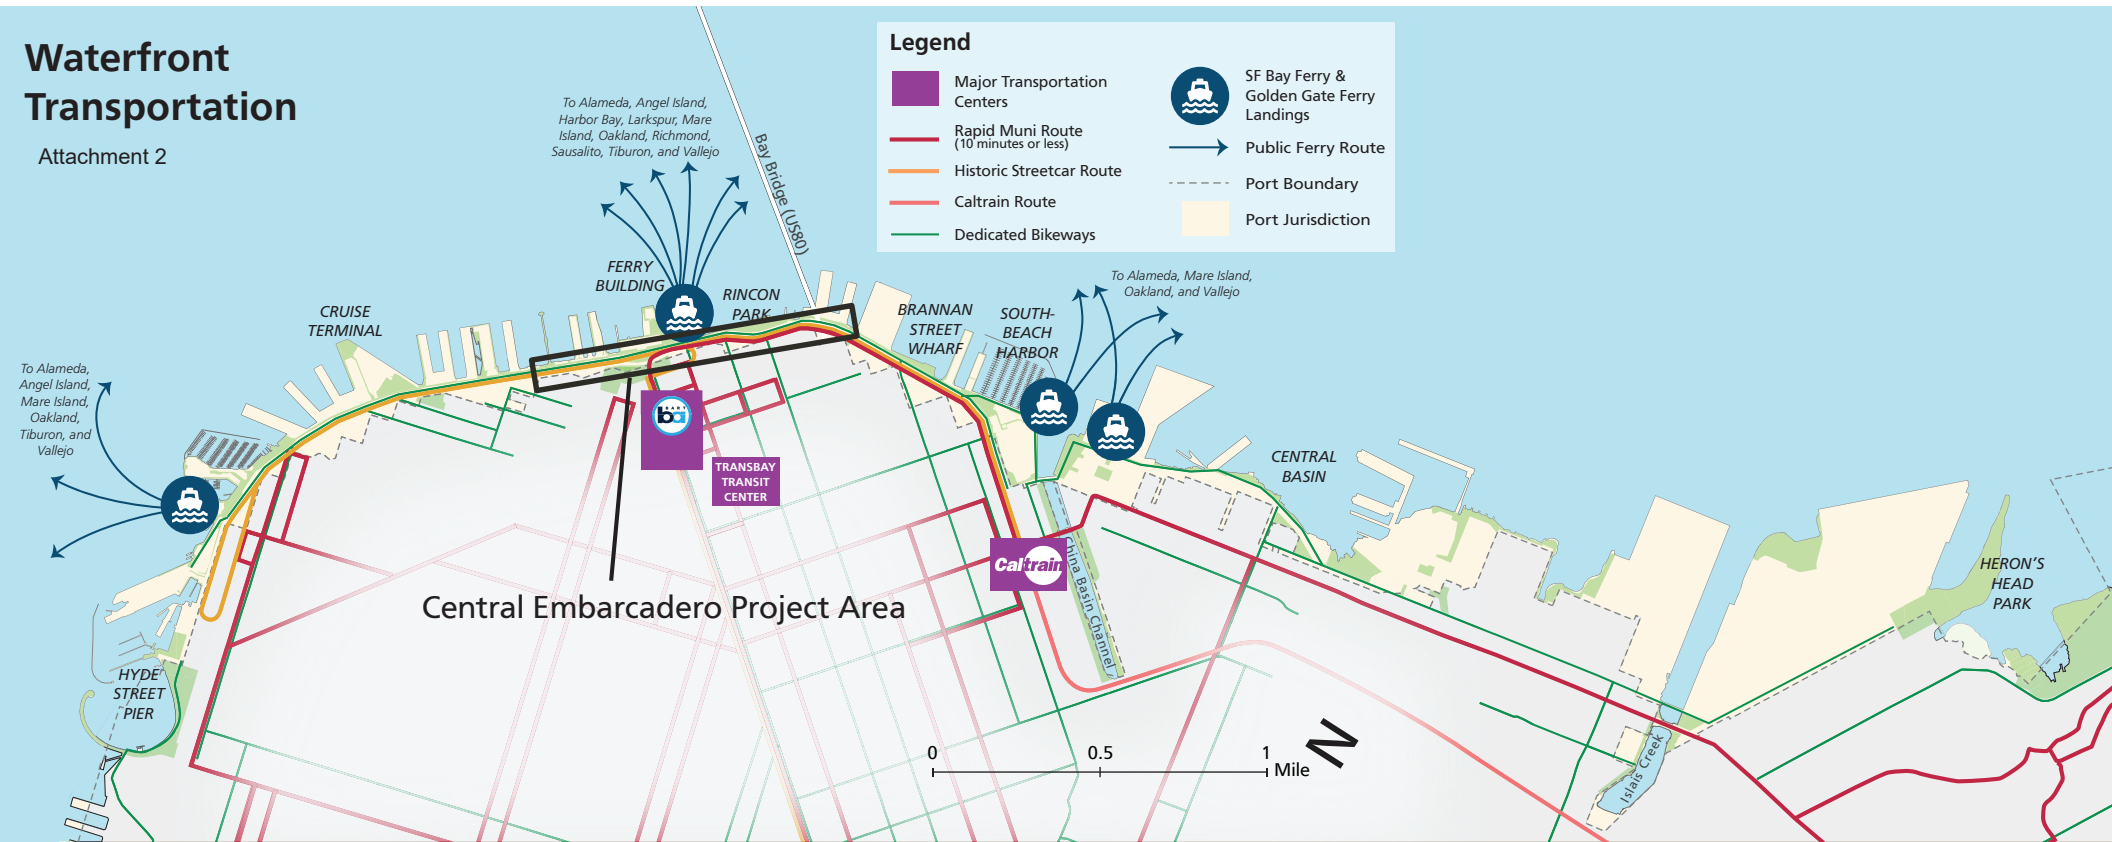 Waterfront
Transportation
Attachment 2
Legend
Major Transportation
Centers
Rapid Muni Route
(10 minutes or less)
Historic Streetcar Route
Caltrain Route
Dedicated Bikeways
SF Bay Ferry &
Golden Gate Ferry
Landings
Public Ferry Route
Port Boundary
Port Jurisdiction
To Alameda, Angel Island,
Harbor Bay, Larkspur, Mare
Island, Oakland, Richmond,
Sausalito, Tiburon, and Vallejo
Bay Bridge (US80)
FERRY
BUILDING
RINCON
PARK
CRUISE
TERMINAL
BRANNAN
STREET
WHARF
SOUTH-
BEACH
HARBOR
To Alameda, Mare Island,
Oakland, and Vallejo
To Alameda,
Angel Island,
Mare Island,
Oakland,
Tiburon, and
Vallejo
BART
ba
TRANSBAY
TRANSIT
CENTER
CENTRAL
BASIN
Caltrain
China Basin Channel
HERON'S
HEAD
PARK
Central Embarcadero Project Area
HYDE
STREET
PIER
0 0.5 1
Mile
N
Islais Creek